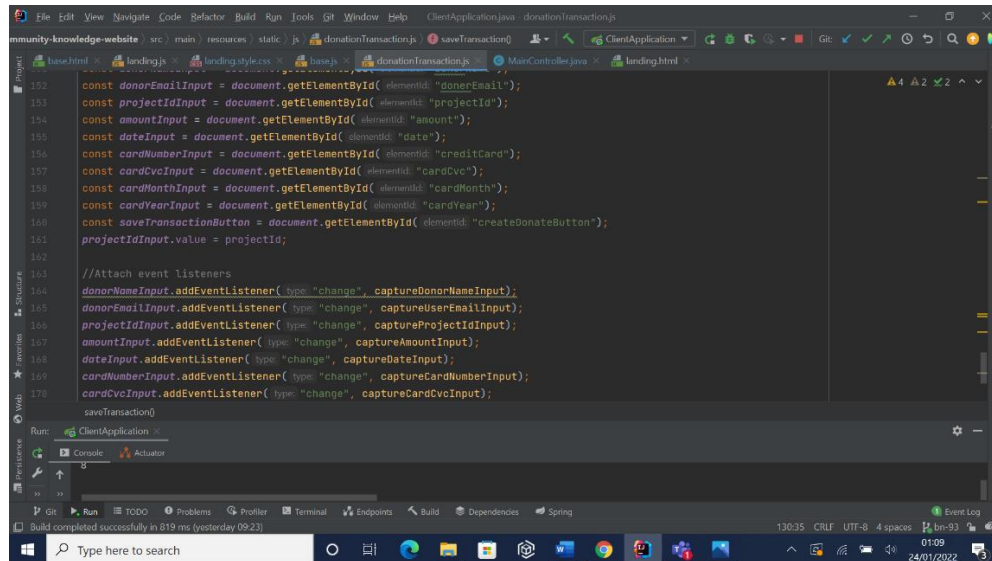 File Edit View Navigate Code Refactor Build Run Tools Git Window Help ClientApplication.java - donationTransaction.js
mmunity-knowledge-website src main resources static js donationTransaction.js saveTransaction() ClientApplication Git:
Project base.html landing.js landing.style.css base.js donationTransaction.js MainController.java landing.html
4 2 2
152 const donorEmailInput = document.getElementById( elementId: "donerEmail");
153 const projectIdInput = document.getElementById( elementId: "projectId");
154 const amountInput = document.getElementById( elementId: "amount");
155 const dateInput = document.getElementById( elementId: "date");
156 const cardNumberInput = document.getElementById( elementId: "creditCard");
157 const cardCvcInput = document.getElementById( elementId: "cardCvc");
158 const cardMonthInput = document.getElementById( elementId: "cardMonth");
159 const cardYearInput = document.getElementById( elementId: "cardYear");
160 const saveTransactionButton = document.getElementById( elementId: "createDonateButton");
161 projectIdInput.value = projectId;
162
163 //Attach event listeners
164 donorNameInput.addEventListener( type: "change", captureDonorNameInput);
165 donorEmailInput.addEventListener( type: "change", captureUserEmailInput);
166 projectIdInput.addEventListener( type: "change", captureProjectIdInput);
167 amountInput.addEventListener( type: "change", captureAmountInput);
168 dateInput.addEventListener( type: "change", captureDateInput);
169 cardNumberInput.addEventListener( type: "change", captureCardNumberInput);
170 cardCvcInput.addEventListener( type: "change", captureCardCvcInput);
Structure
Favorites
Web
Persistence
saveTransaction()
Run: ClientApplication
Console Actuator
8
Git Run TODO Problems Profiler Terminal Endpoints Build Dependencies Spring 1 Event Log
Build completed successfully in 819 ms (yesterday 09:23) 130:35 CRLF UTF-8 4 spaces bn-93
Type here to search
01:09
24/01/2022
3